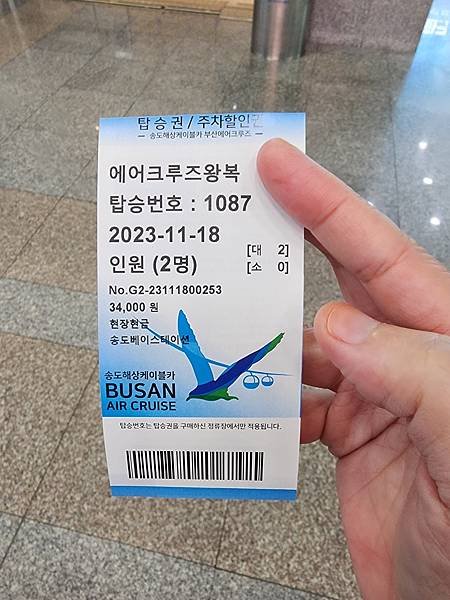 탑승권 / 주차할인권
송도해상케이블카 부산에어크루즈
에어크루즈왕복
탑승번호 : 1087
2023-11-18
[대 2]
인원 (2명)
[소 0]
No.G2-23111800253
34,000 원
현장현금
송도베이스테이션
송도해상케이블카
BUSAN
AIR CRUISE
탑승번호는 탑승권을 구매하신 정류장에서만 적용됩니다.